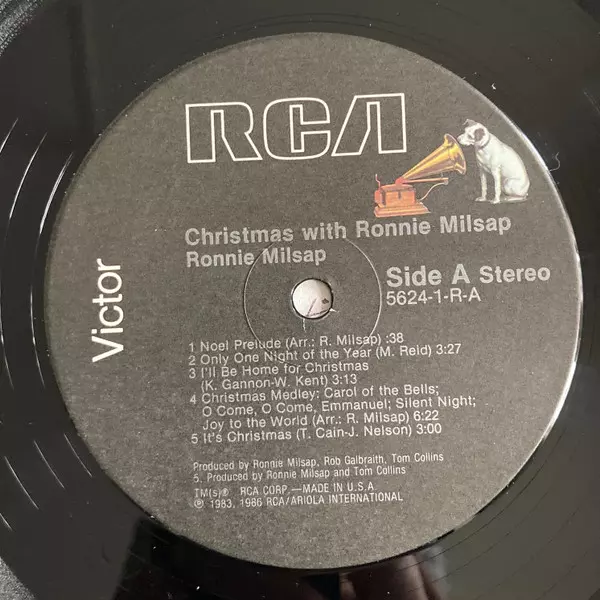 RCA
Victor
Christmas with Ronnie Milsap
Ronnie Milsap
Side A Stereo
5624-1-R-A
1 Noel Prelude (Arr.: R. Milsap) :38
2 Only One Night of the Year (M. Reid) 3:27
3 I'll Be Home for Christmas
(K. Gannon-W. Kent) 3:13
4 Christmas Medley: Carol of the Bells;
O Come, O Come, Emmanuel; Silent Night;
Joy to the World (Arr.: R. Milsap) 6:22
5 It's Christmas (T. Cain-J. Nelson) 3:00
Produced by Ronnie Milsap, Rob Galbraith, Tom Collins
5. Produced by Ronnie Milsap and Tom Collins
TM(s)® RCA CORP.—MADE IN U.S.A.
℗ 1983, 1986 RCA/ARIOLA INTERNATIONAL